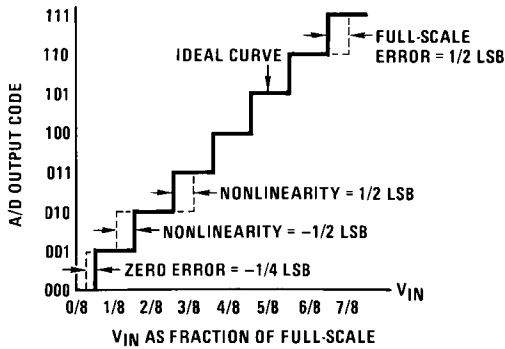 111
110
101
100
011
010
001
000
A/D OUTPUT CODE
FULL-SCALE
ERROR = 1/2 LSB
IDEAL CURVE
NONLINEARITY = 1/2 LSB
NONLINEARITY = –1/2 LSB
ZERO ERROR = –1/4 LSB
0/8 1/8 2/8 3/8 4/8 5/8 6/8 7/8
VIN
VIN AS FRACTION OF FULL-SCALE